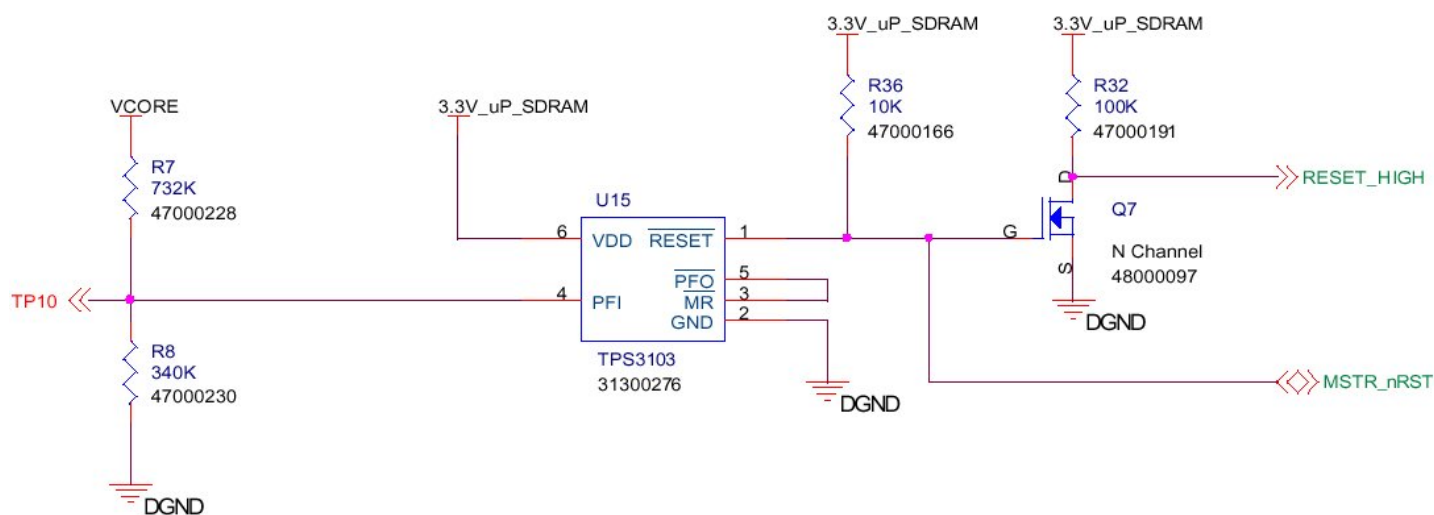 3.3V_uP_SDRAM
3.3V_uP_SDRAM
R36
10K
47000166
R32
100K
47000191
VCORE
3.3V_uP_SDRAM
R7
732K
47000228
D
RESET_HIGH
U15
Q7
6
VDD
RESET
1
G
N Channel
48000097
S
PFO
5
TP10
4
PFI
MR
3
GND
2
DGND
R8
340K
47000230
TPS3103
31300276
MSTR_nRST
DGND
DGND